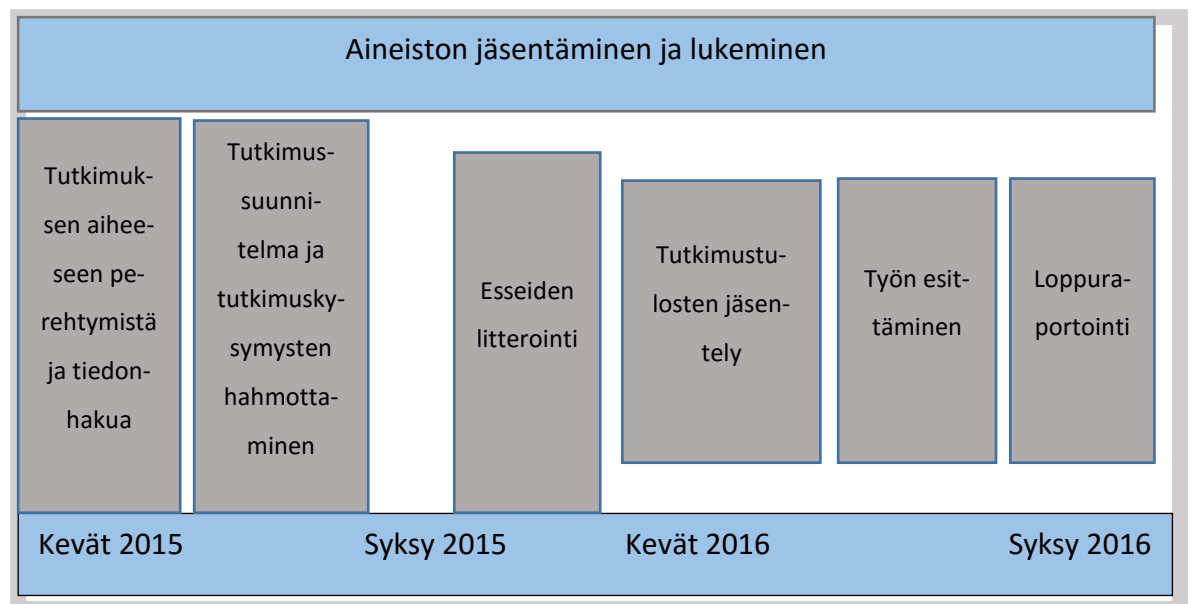 Aineiston jäsentäminen ja lukeminen
Tutkimuk-
sen aihee-
seen pe-
rehtymistä
ja tiedon-
hakua
Tutkimus-
suunni-
telma ja
tutkimusky-
symysten
hahmotta-
minen
Esseiden
litterointi
Tutkimustu-
losten jäsen-
tely
Työn esit-
täminen
Loppura-
portointi
Kevät 2015 Syksy 2015 Kevät 2016 Syksy 2016